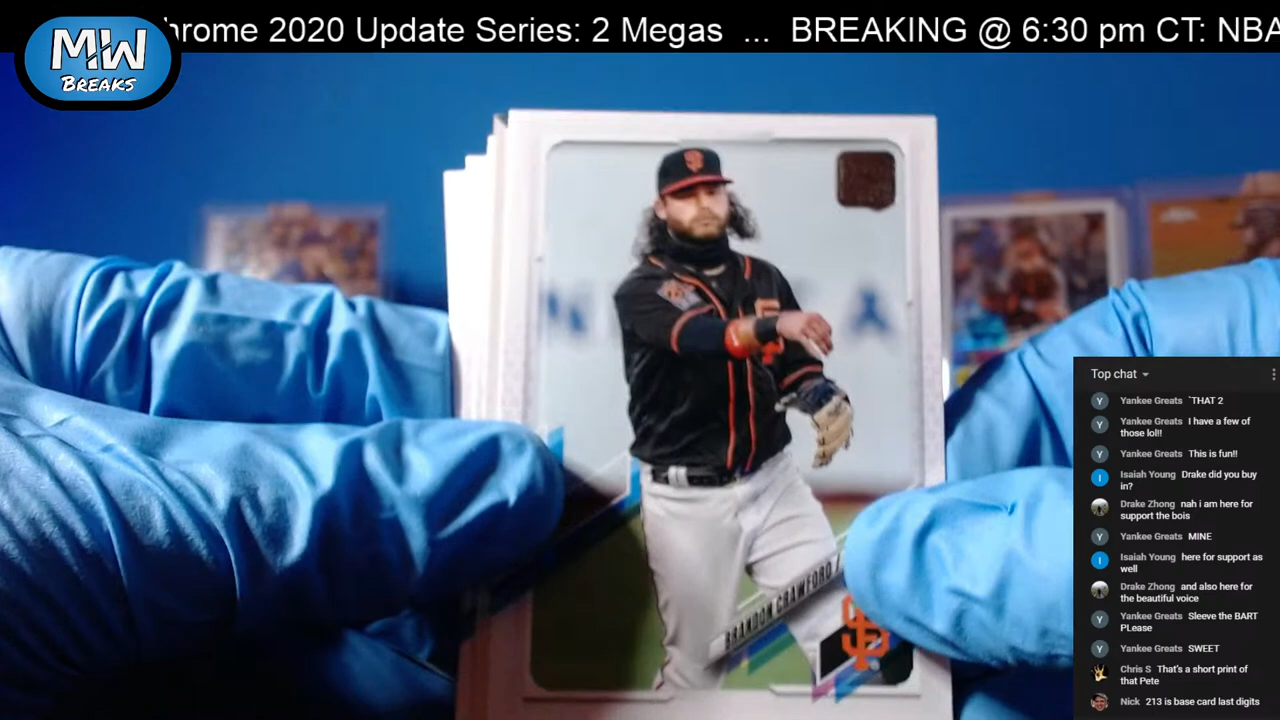 MW
BREAKS
hrome 2020 Update Series: 2 Megas ... BREAKING @ 6:30 pm CT: NBA
SF
BRANDON CRAWFORD
SF
Top chat
Y Yankee Greats `THAT 2
Y Yankee Greats I have a few of
those lol!!
Y Yankee Greats This is fun!!
I Isaiah Young Drake did you buy
in?
Drake Zhong nah i am here for
support the bois
Y Yankee Greats MINE
I Isaiah Young here for support as
well
Drake Zhong and also here for
the beautiful voice
Y Yankee Greats Sleeve the BART
PLease
Y Yankee Greats SWEET
Chris S That's a short print of
that Pete
Nick 213 is base card last digits